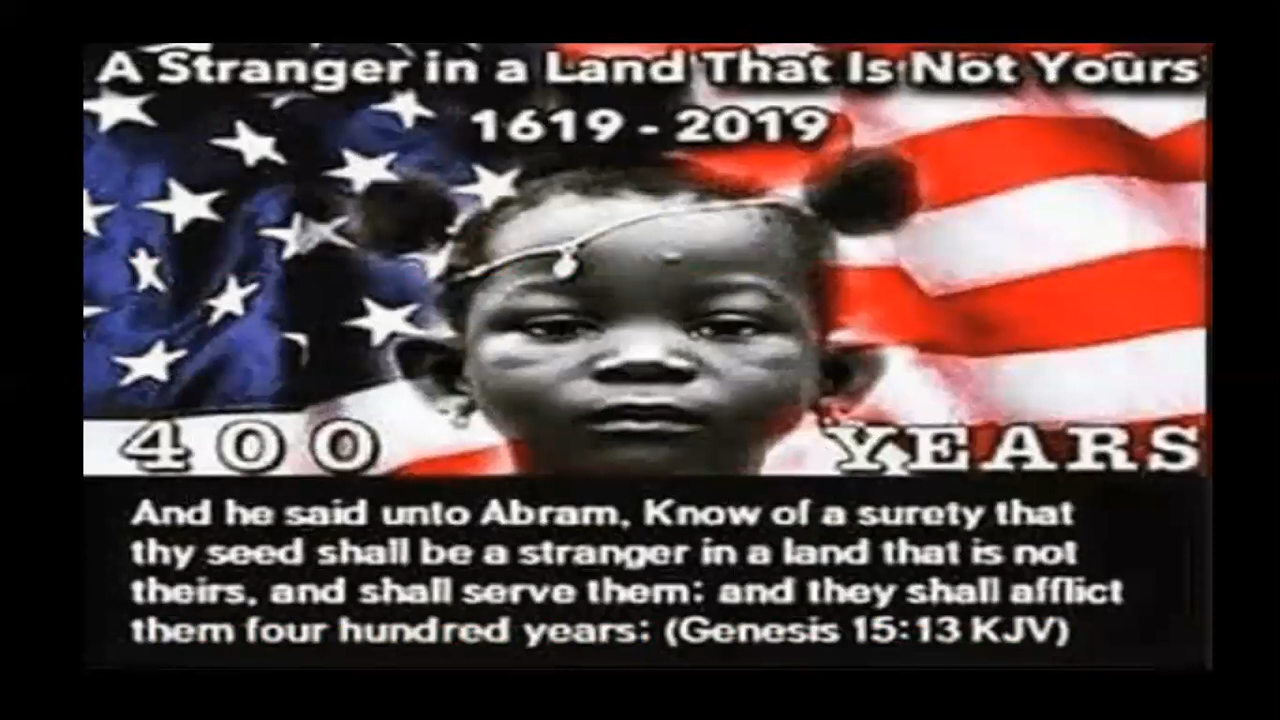 A Stranger in a Land That Is Not Yours
1619 - 2019
400 YEARS
And he said unto Abram, Know of a surety that
thy seed shall be a stranger in a land that is not
theirs, and shall serve them; and they shall afflict
them four hundred years: (Genesis 15:13 KJV)